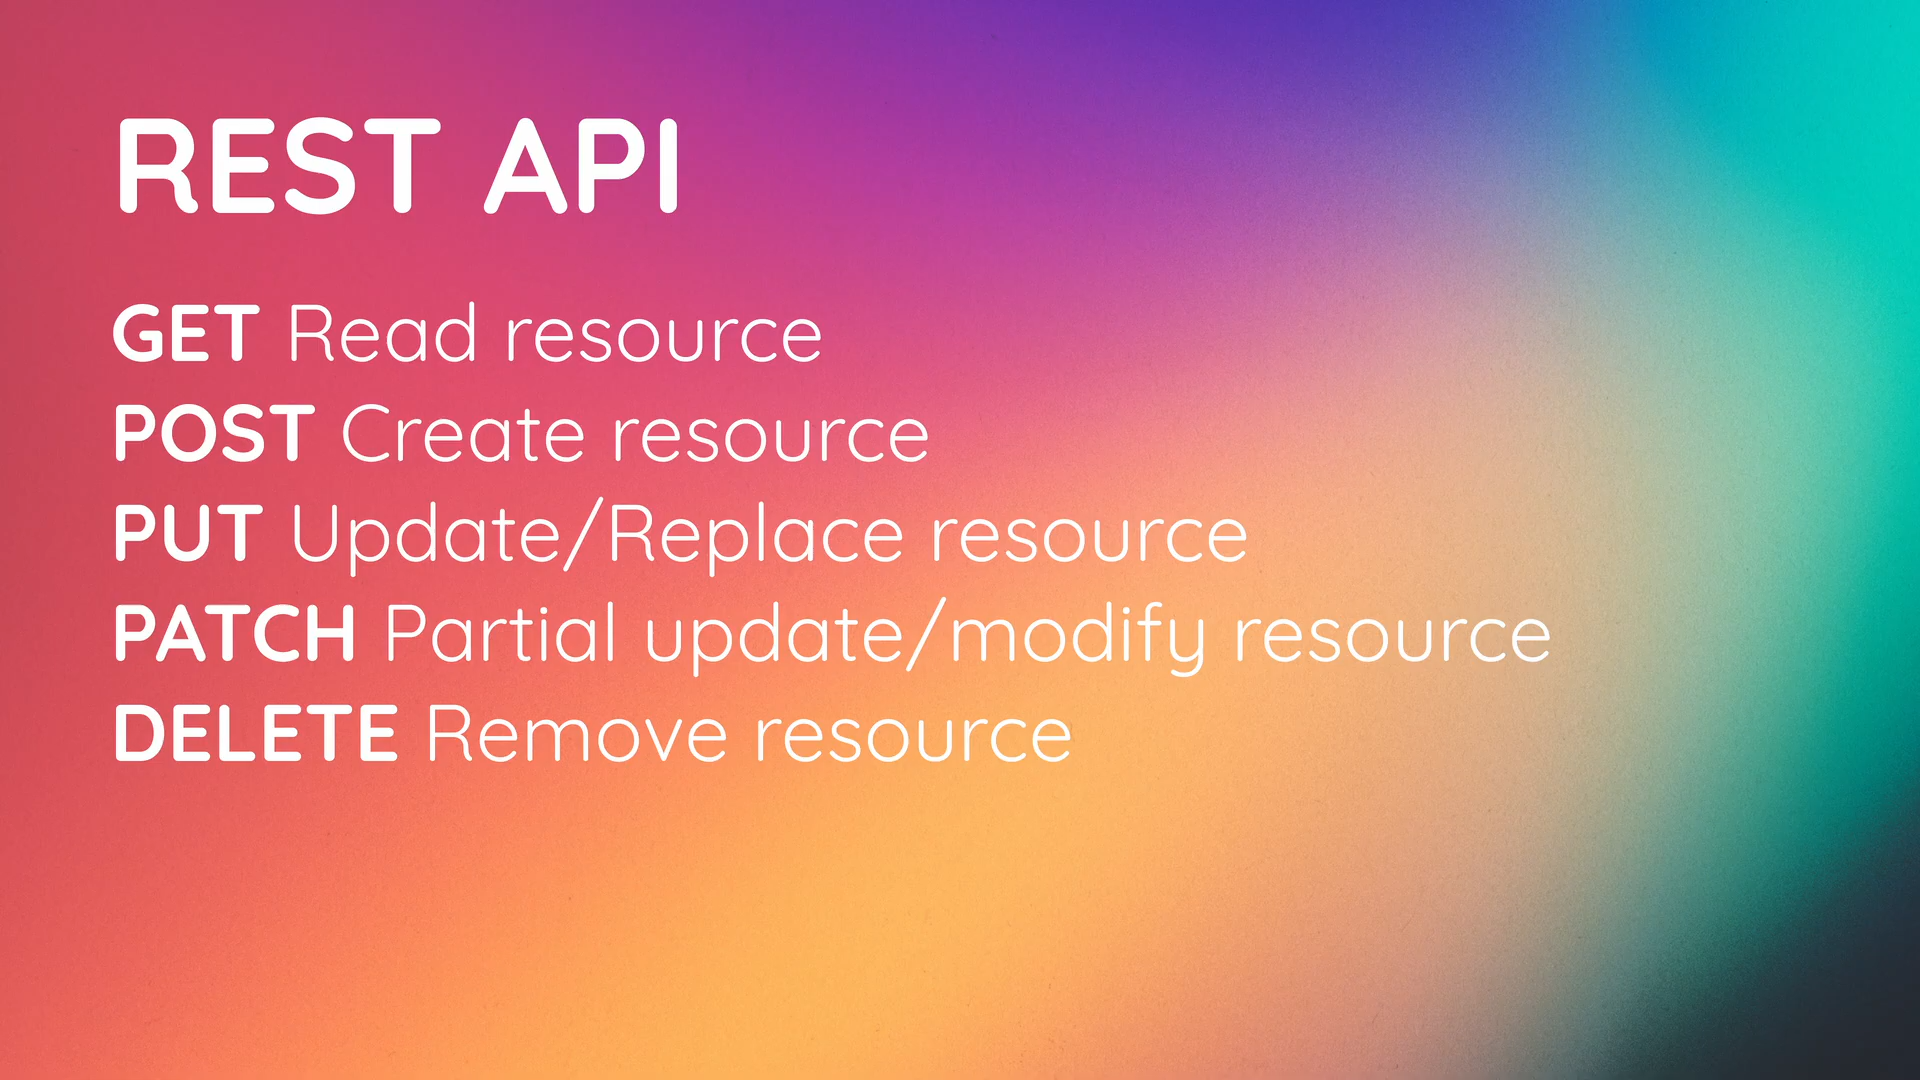 REST API
GET Read resource
POST Create resource
PUT Update/Replace resource
PATCH Partial update/modify resource
DELETE Remove resource